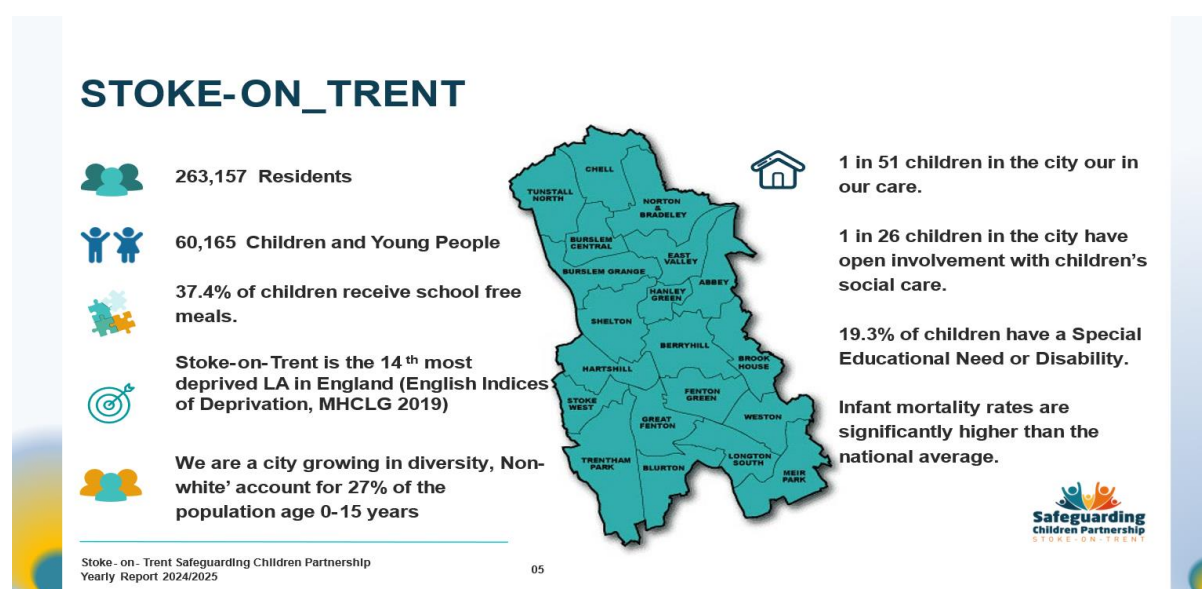 STOKE-ON_TRENT
263,157 Residents
60,165 Children and Young People
37.4% of children receive school free
meals.
Stoke-on-Trent is the 14th most
deprived LA in England (English Indices
of Deprivation, MHCLG 2019)
We are a city growing in diversity, Non-
white’ account for 27% of the
population age 0-15 years
CHELL
TUNSTALL
NORTH
NORTON
&
BRADELEY
BURSLEM
CENTRAL
EAST
VALLEY
BURSLEM GRANGE
ABBEY
HANLEY
GREEN
SHELTON
BERRYHILL
BROOK
HOUSE
HARTSHILL
FENTON
GREEN
STOKE
WEST
GREAT
FENTON
WESTON
TRENTHAM
PARK
BLURTON
LONGTON
SOUTH
MEIR
PARK
1 in 51 children in the city our in
our care.
1 in 26 children in the city have
open involvement with children’s
social care.
19.3% of children have a Special
Educational Need or Disability.
Infant mortality rates are
significantly higher than the
national average.
Safeguarding
Children Partnership
STOKE-ON-TRENT
Stoke- on- Trent Safeguarding Children Partnership
Yearly Report 2024/2025
05